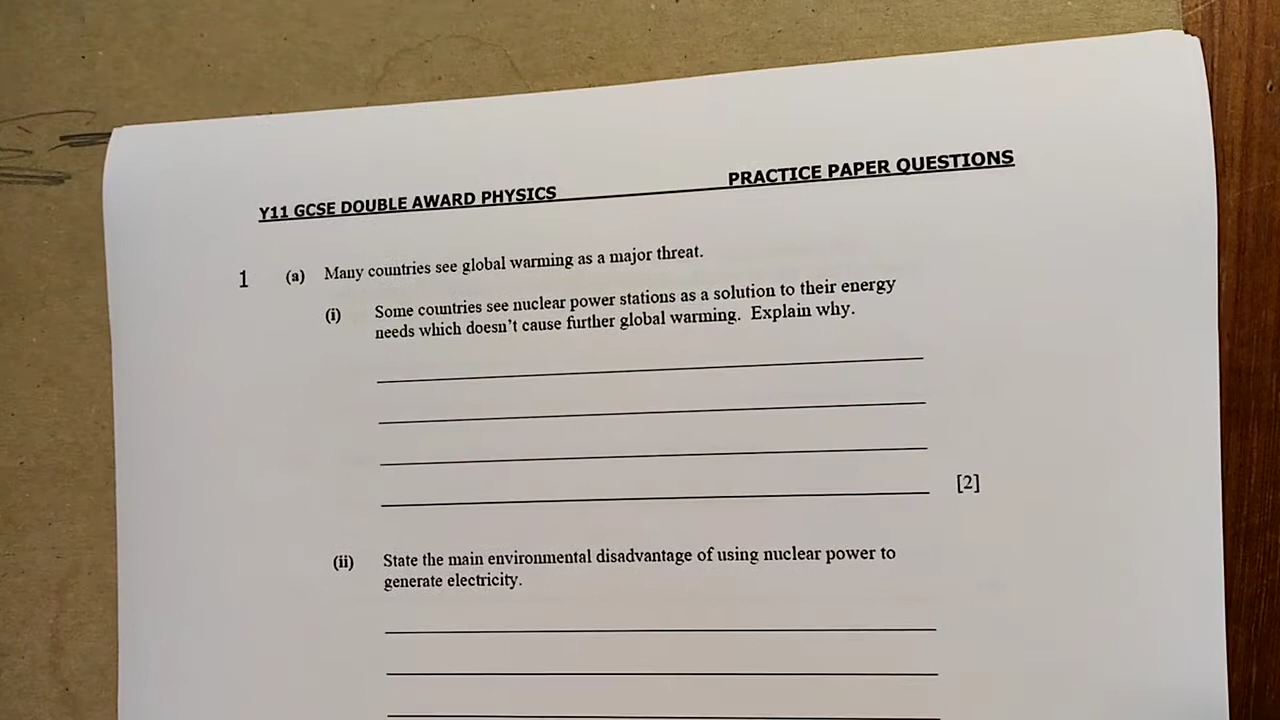 Y11 GCSE DOUBLE AWARD PHYSICS PRACTICE PAPER QUESTIONS
1 (a) Many countries see global warming as a major threat.
(i) Some countries see nuclear power stations as a solution to their energy
needs which doesn't cause further global warming. Explain why.
[2]
(ii) State the main environmental disadvantage of using nuclear power to
generate electricity.